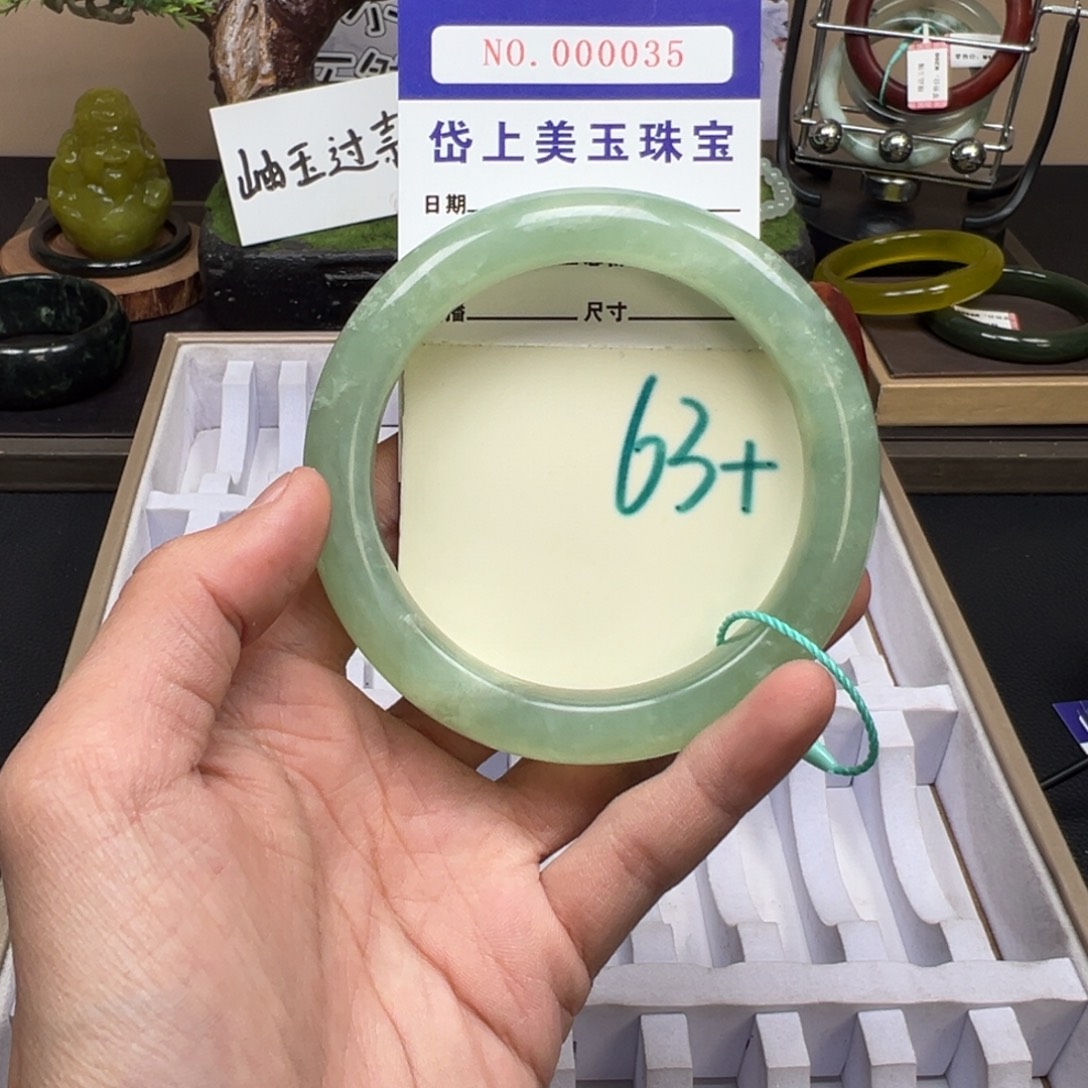 NO.000035
岱上美玉珠宝
岫玉过
日期
尺寸
63+